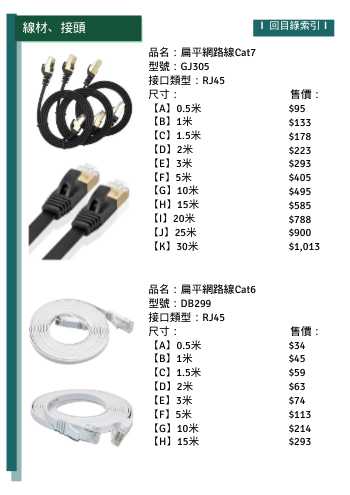 線材、接頭
回目錄索引
品名：扁平網路線Cat7
型號：GJ305
接口類型：RJ45
尺寸： 售價：
【A】0.5米 $95
【B】1米 $133
【C】1.5米 $178
【D】2米 $223
【E】3米 $293
【F】5米 $405
【G】10米 $495
【H】15米 $585
【I】20米 $788
【J】25米 $900
【K】30米 $1,013
品名：扁平網路線Cat6
型號：DB299
接口類型：RJ45
尺寸： 售價：
【A】0.5米 $34
【B】1米 $45
【C】1.5米 $59
【D】2米 $63
【E】3米 $74
【F】5米 $113
【G】10米 $214
【H】15米 $293